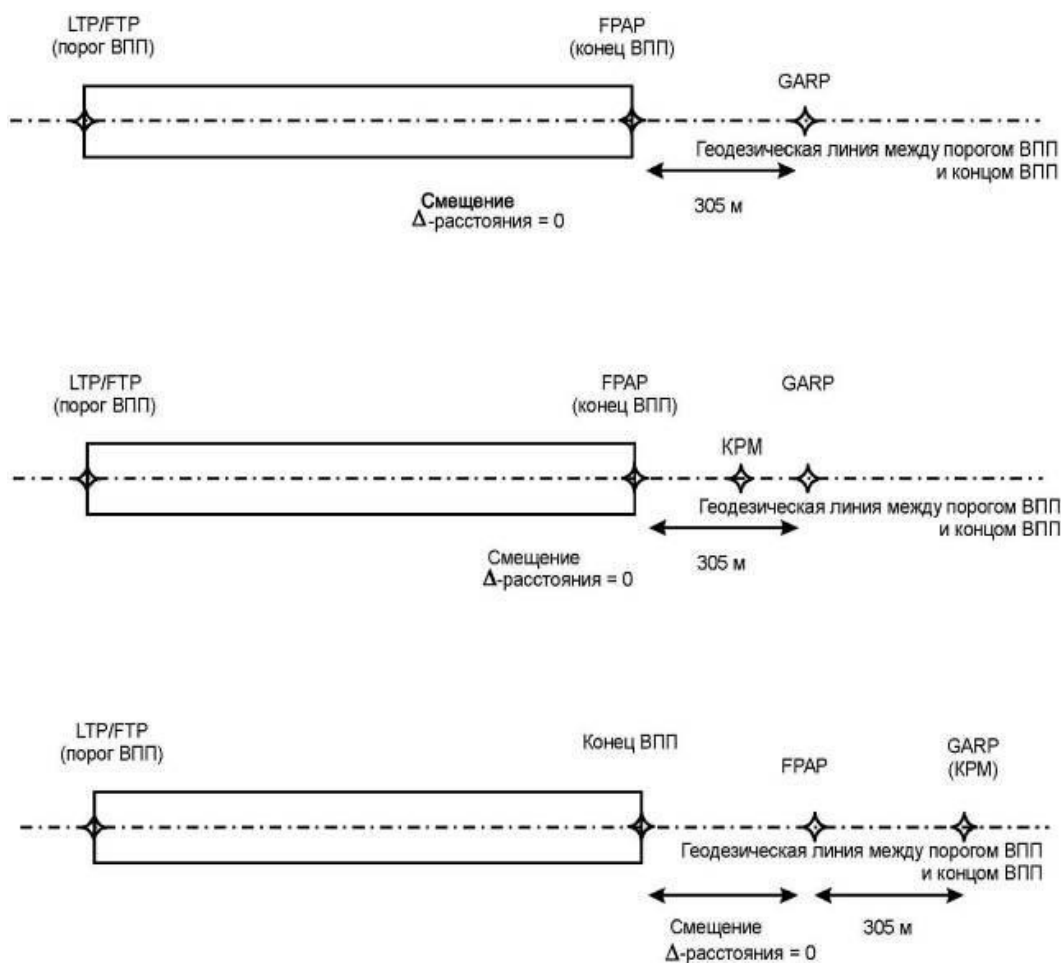 LTP/FTP
(порог ВПП)
FPAP
(конец ВПП)
GARP
Геодезическая линия между порогом ВПП
и концом ВПП
Смещение
Δ-расстояния = 0
305 м
LTP/FTP
(порог ВПП)
FPAP
(конец ВПП)
GARP
КРМ
Геодезическая линия между порогом ВПП
и концом ВПП
Смещение
Δ-расстояния = 0
305 м
LTP/FTP
(порог ВПП)
Конец ВПП
FPAP
GARP
(КРМ)
Геодезическая линия между порогом ВПП
и концом ВПП
Смещение
Δ-расстояния = 0
305 м